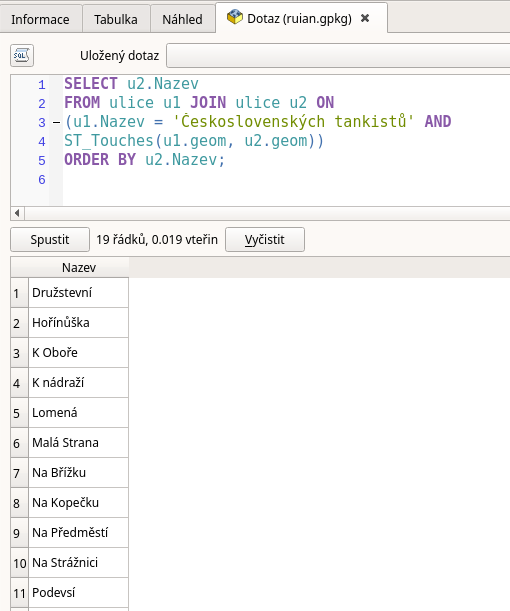 Informace Tabulka Náhled Dotaz (ruian.gpkg)
SQL Uložený dotaz
1 SELECT u2.Nazev
2 FROM ulice u1 JOIN ulice u2 ON
3 (u1.Nazev = 'Československých tankistů' AND
4 ST_Touches(u1.geom, u2.geom))
5 ORDER BY u2.Nazev;
6
Spustit 19 řádků, 0.019 vteřin Vyčistit
Nazev
1 Družstevní
2 Hořínůška
3 K Oboře
4 K nádraží
5 Lomená
6 Malá Strana
7 Na Břížku
8 Na Kopečku
9 Na Předměstí
10 Na Strážnici
11 Podevsí